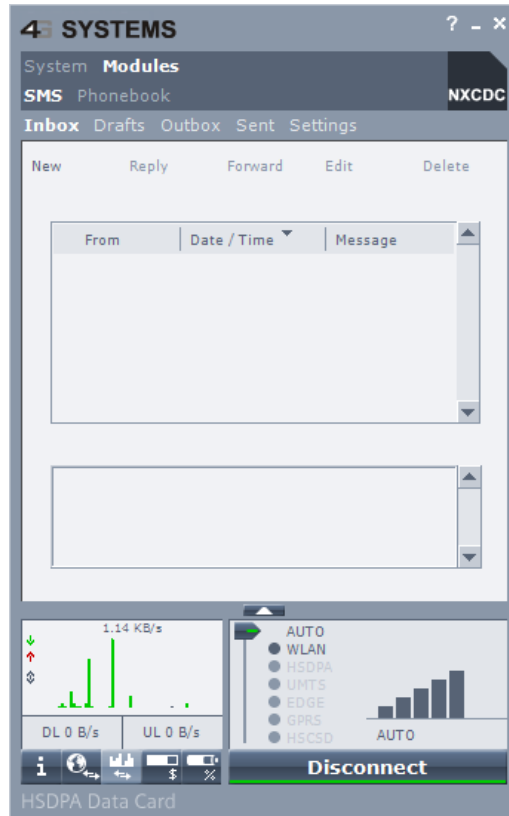 4G SYSTEMS ? - ×
System Modules
SMS Phonebook NXCDC
Inbox Drafts Outbox Sent Settings
New Reply Forward Edit Delete
From Date / Time Message
1.14 KB/s
AUTO
WLAN
HSDPA
UMTS
EDGE
GPRS
HSCSD AUTO
DL 0 B/s UL 0 B/s
i $ % Disconnect
HSDPA Data Card